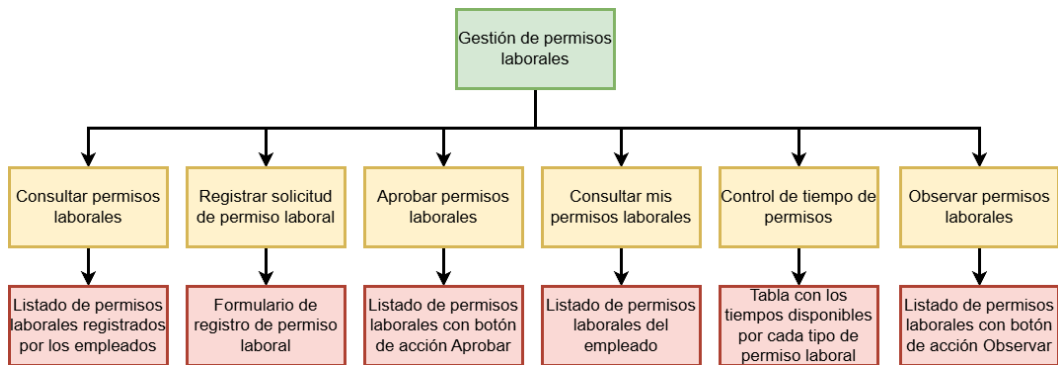 Gestión de permisos
laborales
Consultar permisos
laborales
Registrar solicitud
de permiso laboral
Aprobar permisos
laborales
Consultar mis
permisos laborales
Control de tiempo de
permisos
Observar permisos
laborales
Listado de permisos
laborales registrados
por los empleados
Formulario de
registro de permiso
laboral
Listado de permisos
laborales con botón
de acción Aprobar
Listado de permisos
laborales del
empleado
Tabla con los
tiempos disponibles
por cada tipo de
permiso laboral
Listado de permisos
laborales con botón
de acción Observar